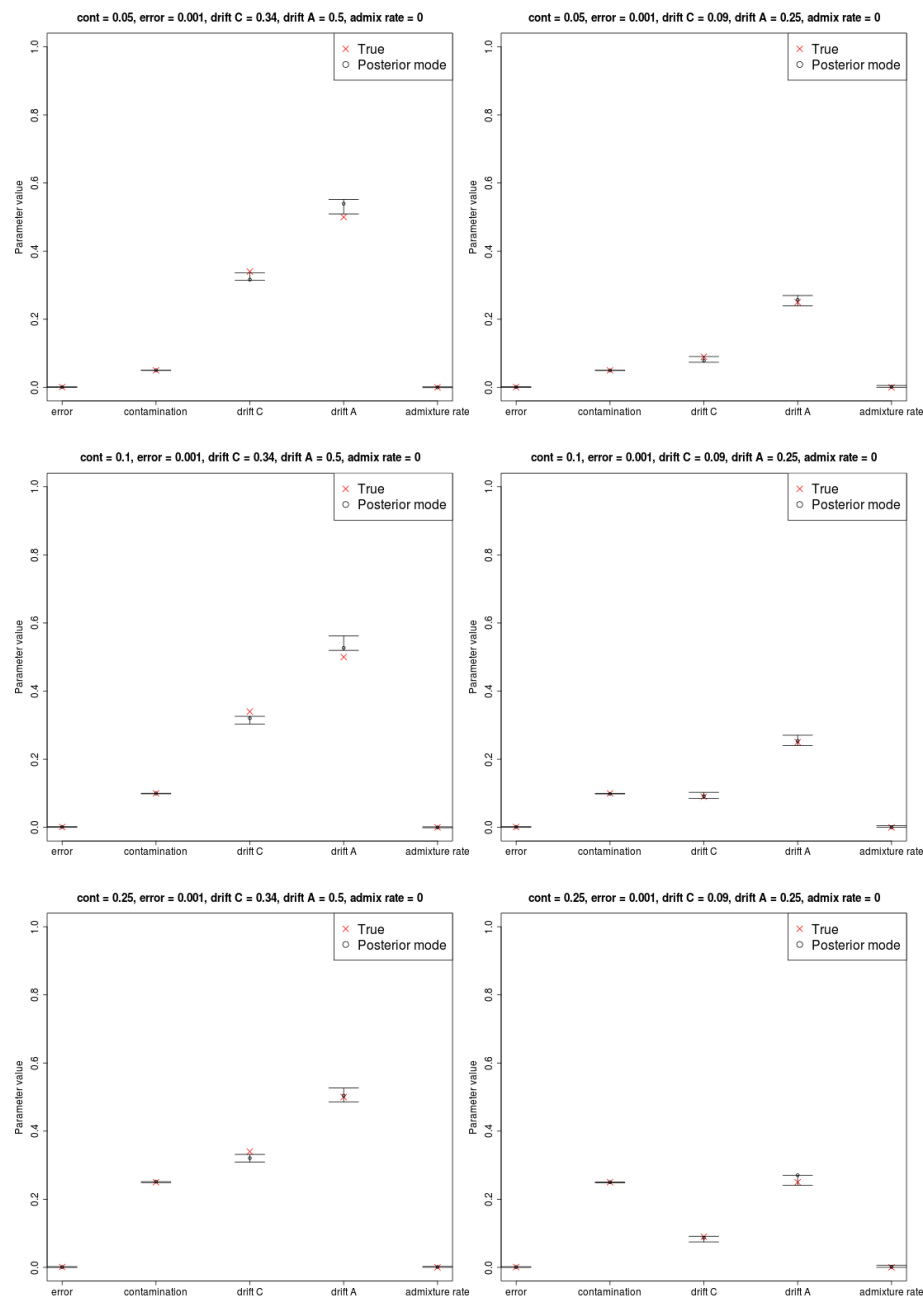 cont = 0.05, error = 0.001, drift C = 0.34, drift A = 0.5, admix rate = 0
True
Posterior mode
Parameter value
1.0
0.8
0.6
0.4
0.2
0.0
error contamination drift C drift A admixture rate
cont = 0.05, error = 0.001, drift C = 0.09, drift A = 0.25, admix rate = 0
True
Posterior mode
Parameter value
1.0
0.8
0.6
0.4
0.2
0.0
error contamination drift C drift A admixture rate
cont = 0.1, error = 0.001, drift C = 0.34, drift A = 0.5, admix rate = 0
True
Posterior mode
Parameter value
1.0
0.8
0.6
0.4
0.2
0.0
error contamination drift C drift A admixture rate
cont = 0.1, error = 0.001, drift C = 0.09, drift A = 0.25, admix rate = 0
True
Posterior mode
Parameter value
1.0
0.8
0.6
0.4
0.2
0.0
error contamination drift C drift A admixture rate
cont = 0.25, error = 0.001, drift C = 0.34, drift A = 0.5, admix rate = 0
True
Posterior mode
Parameter value
1.0
0.8
0.6
0.4
0.2
0.0
error contamination drift C drift A admixture rate
cont = 0.25, error = 0.001, drift C = 0.09, drift A = 0.25, admix rate = 0
True
Posterior mode
Parameter value
1.0
0.8
0.6
0.4
0.2
0.0
error contamination drift C drift A admixture rate